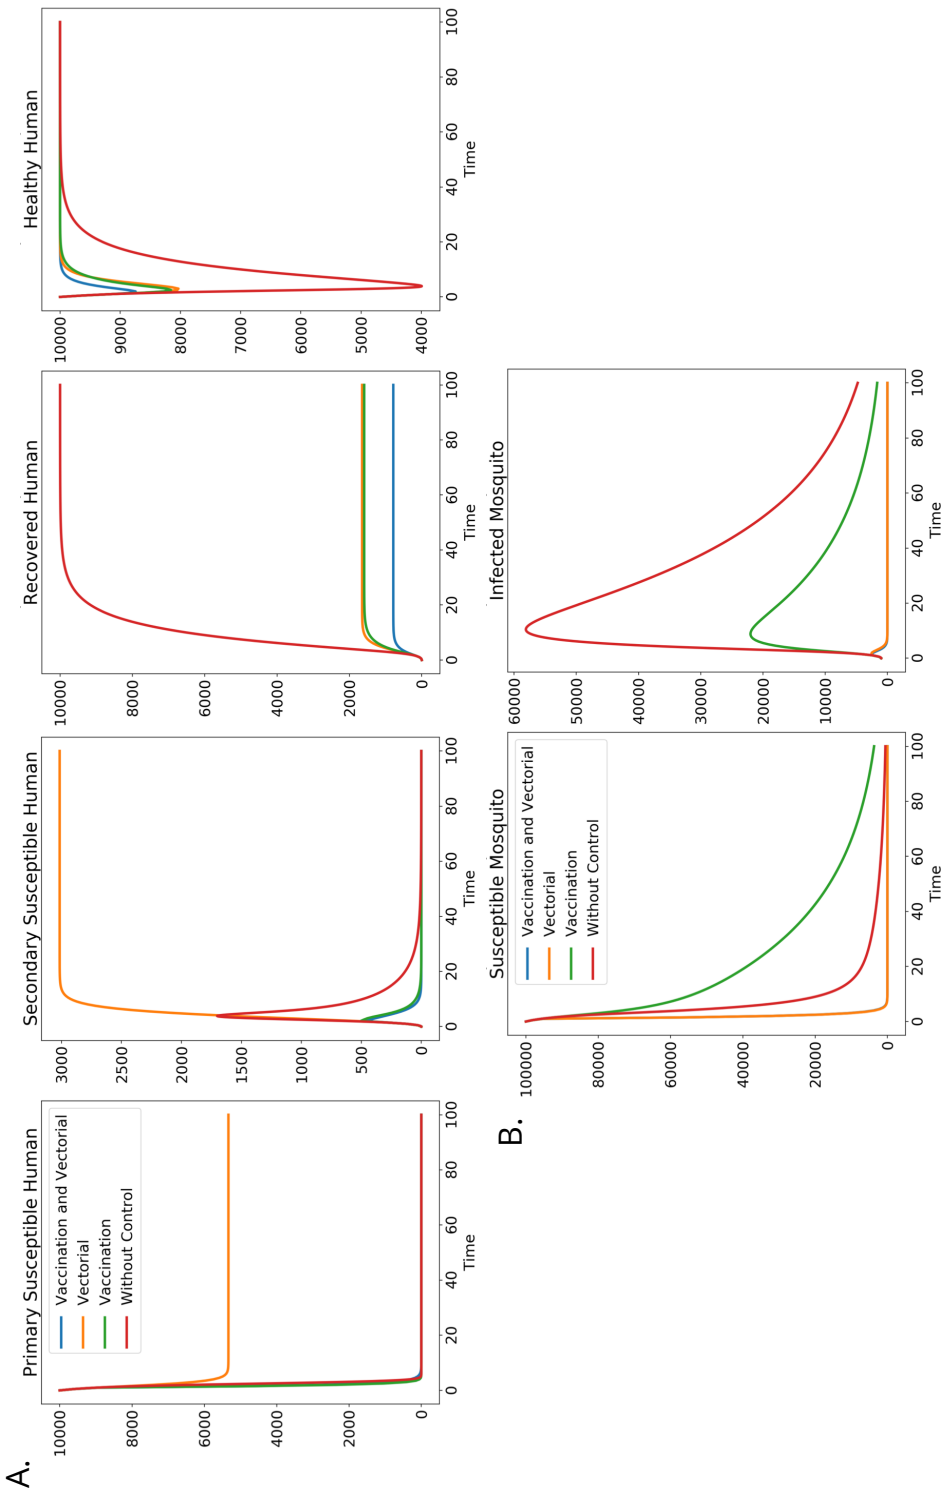 A.
Primary Susceptible Human
10000
8000
6000
4000
2000
0
Vaccination and Vectorial
Vectorial
Vaccination
Without Control
0 20 40 60 80 100
Time
Secondary Susceptible Human
3000
2500
2000
1500
1000
500
0
0 20 40 60 80 100
Time
Recovered Human
10000
8000
6000
4000
2000
0
0 20 40 60 80 100
Time
Healthy Human
10000
9000
8000
7000
6000
5000
4000
0 20 40 60 80 100
Time
B.
Susceptible Mosquito
100000
80000
60000
40000
20000
0
Vaccination and Vectorial
Vectorial
Vaccination
Without Control
0 20 40 60 80 100
Time
Infected Mosquito
60000
50000
40000
30000
20000
10000
0
0 20 40 60 80 100
Time